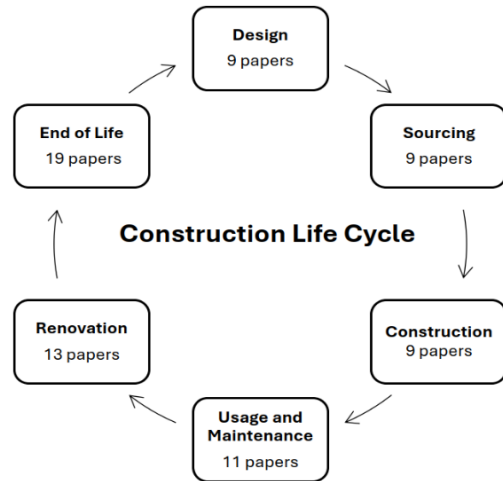 Design
9 papers
Sourcing
9 papers
Construction
9 papers
Usage and
Maintenance
11 papers
Renovation
13 papers
End of Life
19 papers
Construction Life Cycle